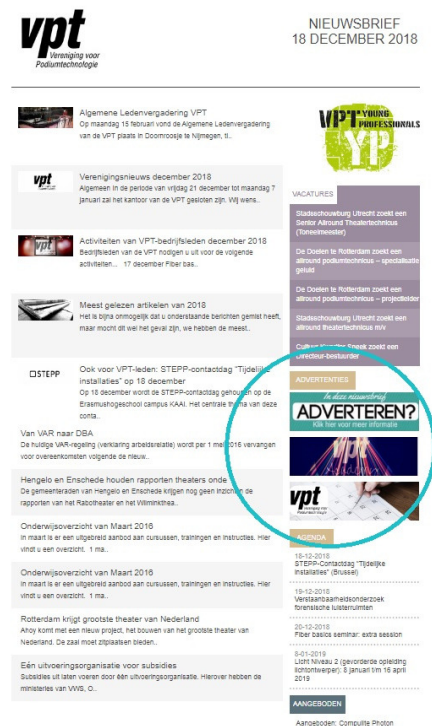 vpt
Vereniging voor
Podiumtechnologie
NIEUWSBRIEF
18 DECEMBER 2018
Algemene Ledenvergadering VPT
Op maandag 15 februari vond de Algemene Ledenvergadering
van de VPT plaats in Doornroosje te Nijmegen, ti..
vpt
Verenigingsnieuws december 2018
Algemeen in de periode van vrijdag 21 december tot maandag 7
januari zal het kantoor van de VPT gesloten zijn. Wij wens..
vpt
Activiteiten van VPT-bedrijfsleden december 2018
Bedrijfsleden van de VPT nodigen u uit voor de volgende
activiteiten... 17 december Fiber bas..
Meest gelezen artikelen van 2018
Het is bijna onmogelijk dat u onderstaande berichten gemist heeft,
maar mocht dit wel het geval zijn, we hebben de meest..
STEPP
Ook voor VPT-leden: STEPP-contactdag "Tijdelijke
installaties" op 18 december
Op 18 december wordt de STEPP-contactdag gehouden op de
Erasmushogeschool campus KAAI. Het centrale thema van deze
conta..
Van VAR naar DBA
De huidige VAR-regeling (verklaring arbeidsrelatie) wordt per 1 mei 2016 vervangen
voor overeenkomsten volgende de nieuw..
Hengelo en Enschede houden rapporten theaters onde
De gemeenteraden van Hengelo en Enschede krijgen nog geen inzich in de
rapporten van het Rabotheater en het Wilminkthea..
Onderwijsoverzicht van Maart 2016
In maart is er een uitgebreid aanbod aan cursussen, trainingen en instructies. Hier
vindt u een overzicht. 1 ma..
Onderwijsoverzicht van Maart 2016
In maart is er een uitgebreid aanbod aan cursussen, trainingen en instructies. Hier
vindt u een overzicht. 1 ma..
Rotterdam krijgt grootste theater van Nederland
Ahoy komt met een nieuw project, het bouwen van het grootste theater van
Nederland. De zaal moet zitplaatsen bieden..
Eén uitvoeringsorganisatie voor subsidies
Subsidies uit laten voeren door één uitvoeringsorganisatie. Hierover hebben de
ministeries van VWS, O..
VPT YOUNG
PROFESSIONALS
YP
VACATURES
Stadsschouwburg Utrecht zoekt een
Senior Allround Theatertechnicus
(Toneelmeester)
De Doelen te Rotterdam zoekt een
allround podiumtechnicus – specialisatie
geluid
De Doelen te Rotterdam zoekt een
allround podiumtechnicus – projectleider
Stadsschouwburg Utrecht zoekt een
allround theatertechnicus m/v
Sneek zoekt een
Directeur-bestuurder
ADVERTENTIES
In deze nieuwsbrief
ADVERTEREN?
Klik hier voor meer informatie
vpt
AGENDA
18-12-2018
STEPP-Contactdag "Tijdelijke
installaties" (Brussel)
19-12-2018
Verstaanbaarheidsonderzoek
forensische luisterruimten
20-12-2018
Fiber basics seminar: extra session
8-01-2019
Licht Niveau 2 (gevorderde opleiding
lichtontwerper): 8 januari t/m 16 april
2019
AANGEBODEN
Aangeboden: Compulite Photon